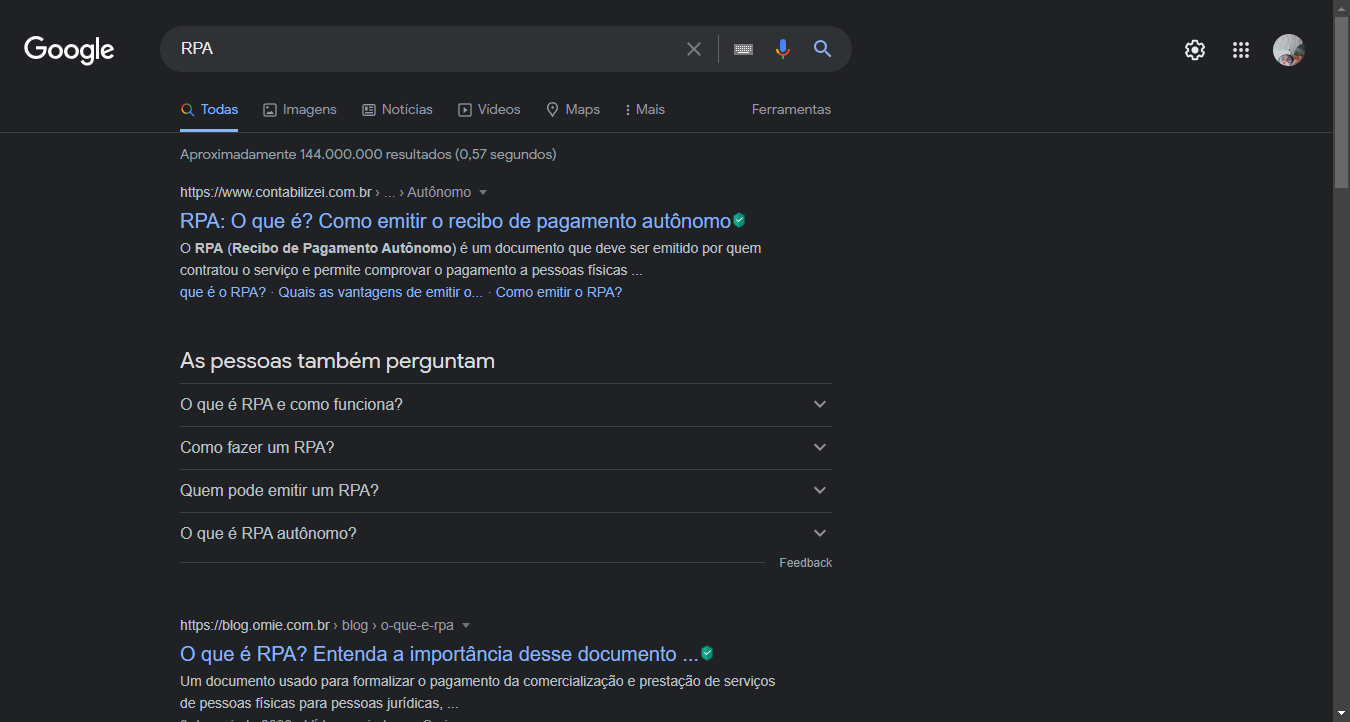 Google
RPA
Todas
Imagens
Notícias
Vídeos
Maps
Mais
Ferramentas
Aproximadamente 144.000.000 resultados (0,57 segundos)
https://www.contabilizei.com.br › ... › Autônomo
RPA: O que é? Como emitir o recibo de pagamento autônomo
O RPA (Recibo de Pagamento Autônomo) é um documento que deve ser emitido por quem
contratou o serviço e permite comprovar o pagamento a pessoas físicas ...
que é o RPA? · Quais as vantagens de emitir o... · Como emitir o RPA?
As pessoas também perguntam
O que é RPA e como funciona?
Como fazer um RPA?
Quem pode emitir um RPA?
O que é RPA autônomo?
Feedback
https://blog.omie.com.br › blog › o-que-e-rpa
O que é RPA? Entenda a importância desse documento ...
Um documento usado para formalizar o pagamento da comercialização e prestação de serviços
de pessoas físicas para pessoas jurídicas, ...